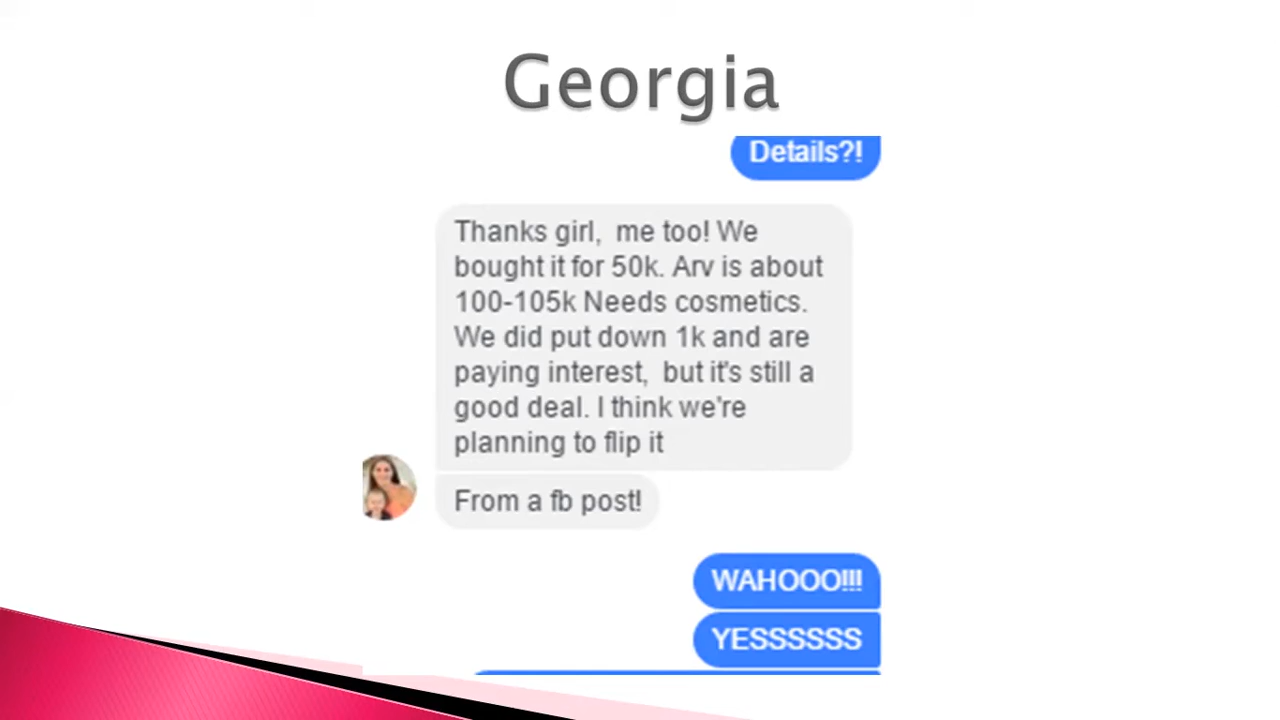 Georgia
Details?!
Thanks girl, me too! We
bought it for 50k. Arv is about
100-105k Needs cosmetics.
We did put down 1k and are
paying interest, but it's still a
good deal. I think we're
planning to flip it
From a fb post!
WAHOOO!!!
YESSSSSS